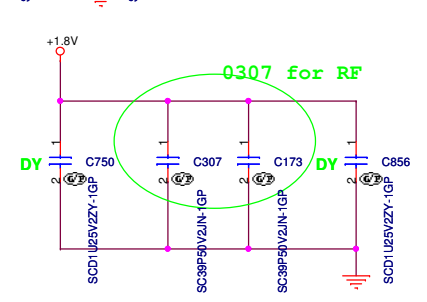 0307 for RF
+1.8V
1
1
1
1
DY
C750
C307
C173
DY
C856
2
G/P
2
G/P
2
G/P
2
G/P
SCD1U25V2ZY-1GP
SC39P50V2JN-1GP
SC39P50V2JN-1GP
SCD1U25V2ZY-1GP